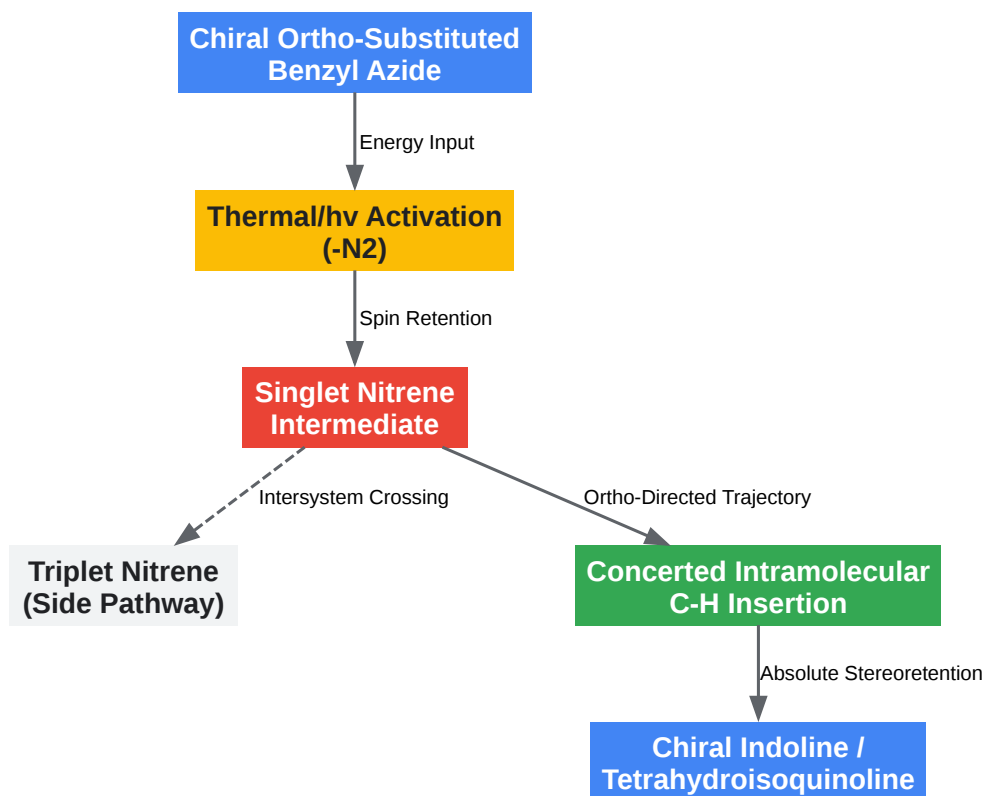 Chiral Ortho-Substituted
Benzyl Azide
Energy Input
Thermal/hv Activation
(-N2)
Spin Retention
Singlet Nitrene
Intermediate
Intersystem Crossing
Ortho-Directed Trajectory
Triplet Nitrene
(Side Pathway)
Concerted Intramolecular
C-H Insertion
Absolute Stereoretention
Chiral Indoline /
Tetrahydroisoquinoline